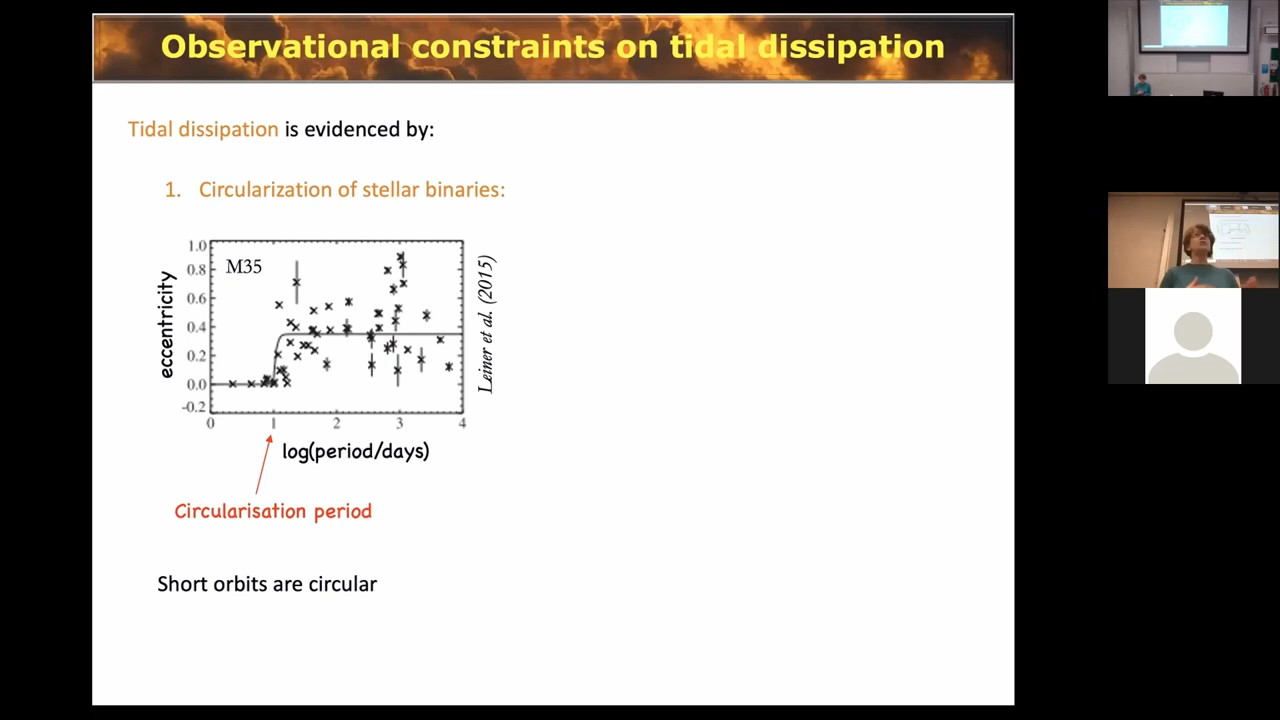 Observational constraints on tidal dissipation
Tidal dissipation is evidenced by:
1. Circularization of stellar binaries:
M35
eccentricity
1.0
0.8
0.6
0.4
0.2
0.0
-0.2
0 1 2 3 4
log(period/days)
Leiner et al. (2015)
Circularisation period
Short orbits are circular